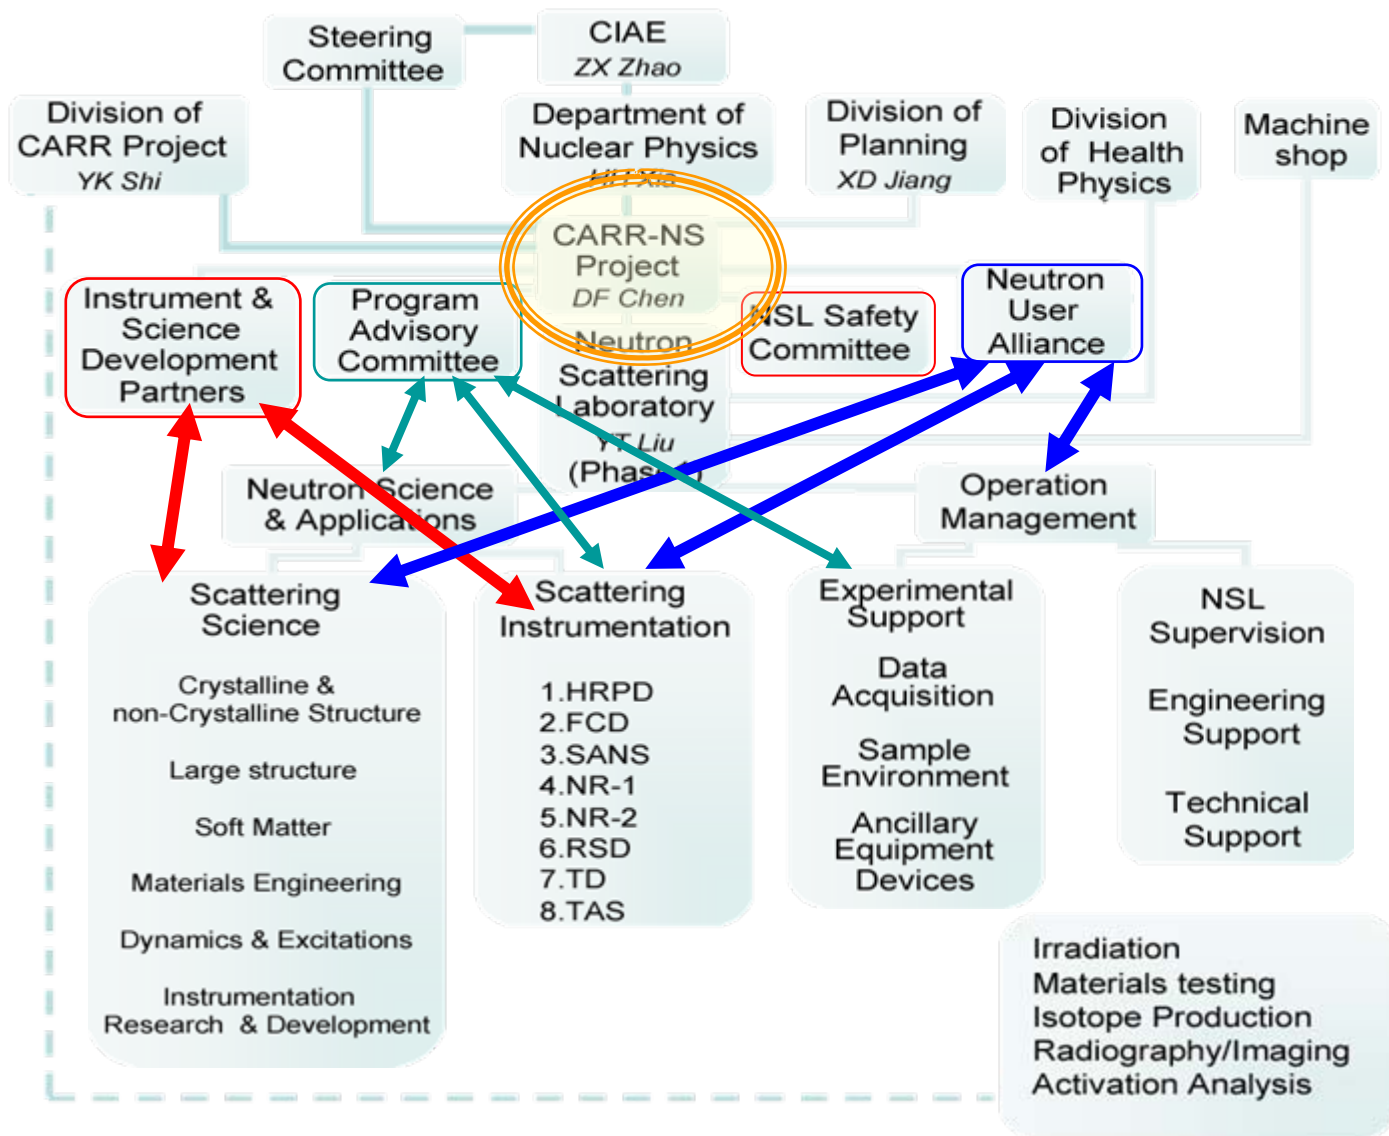 Steering
Committee
CIAE
ZX Zhao
Division of
CARR Project
YK Shi
Department of
Nuclear Physics
HH Xia
Division of
Planning
XD Jiang
Division
of Health
Physics
Machine
shop
CARR-NS
Project
DF Chen
Instrument &
Science
Development
Partners
Program
Advisory
Committee
Neutron
Scattering
Laboratory
YT Liu
(Phase 1)
NSL Safety
Committee
Neutron
User
Alliance
Neutron Science
& Applications
Operation
Management
Scattering
Science
Crystalline &
non-Crystalline Structure
Large structure
Soft Matter
Materials Engineering
Dynamics & Excitations
Instrumentation
Research & Development
Scattering
Instrumentation
1.HRPD
2.FCD
3.SANS
4.NR-1
5.NR-2
6.RSD
7.TD
8.TAS
Experimental
Support
Data
Acquisition
Sample
Environment
Ancillary
Equipment
Devices
NSL
Supervision
Engineering
Support
Technical
Support
Irradiation
Materials testing
Isotope Production
Radiography/Imaging
Activation Analysis